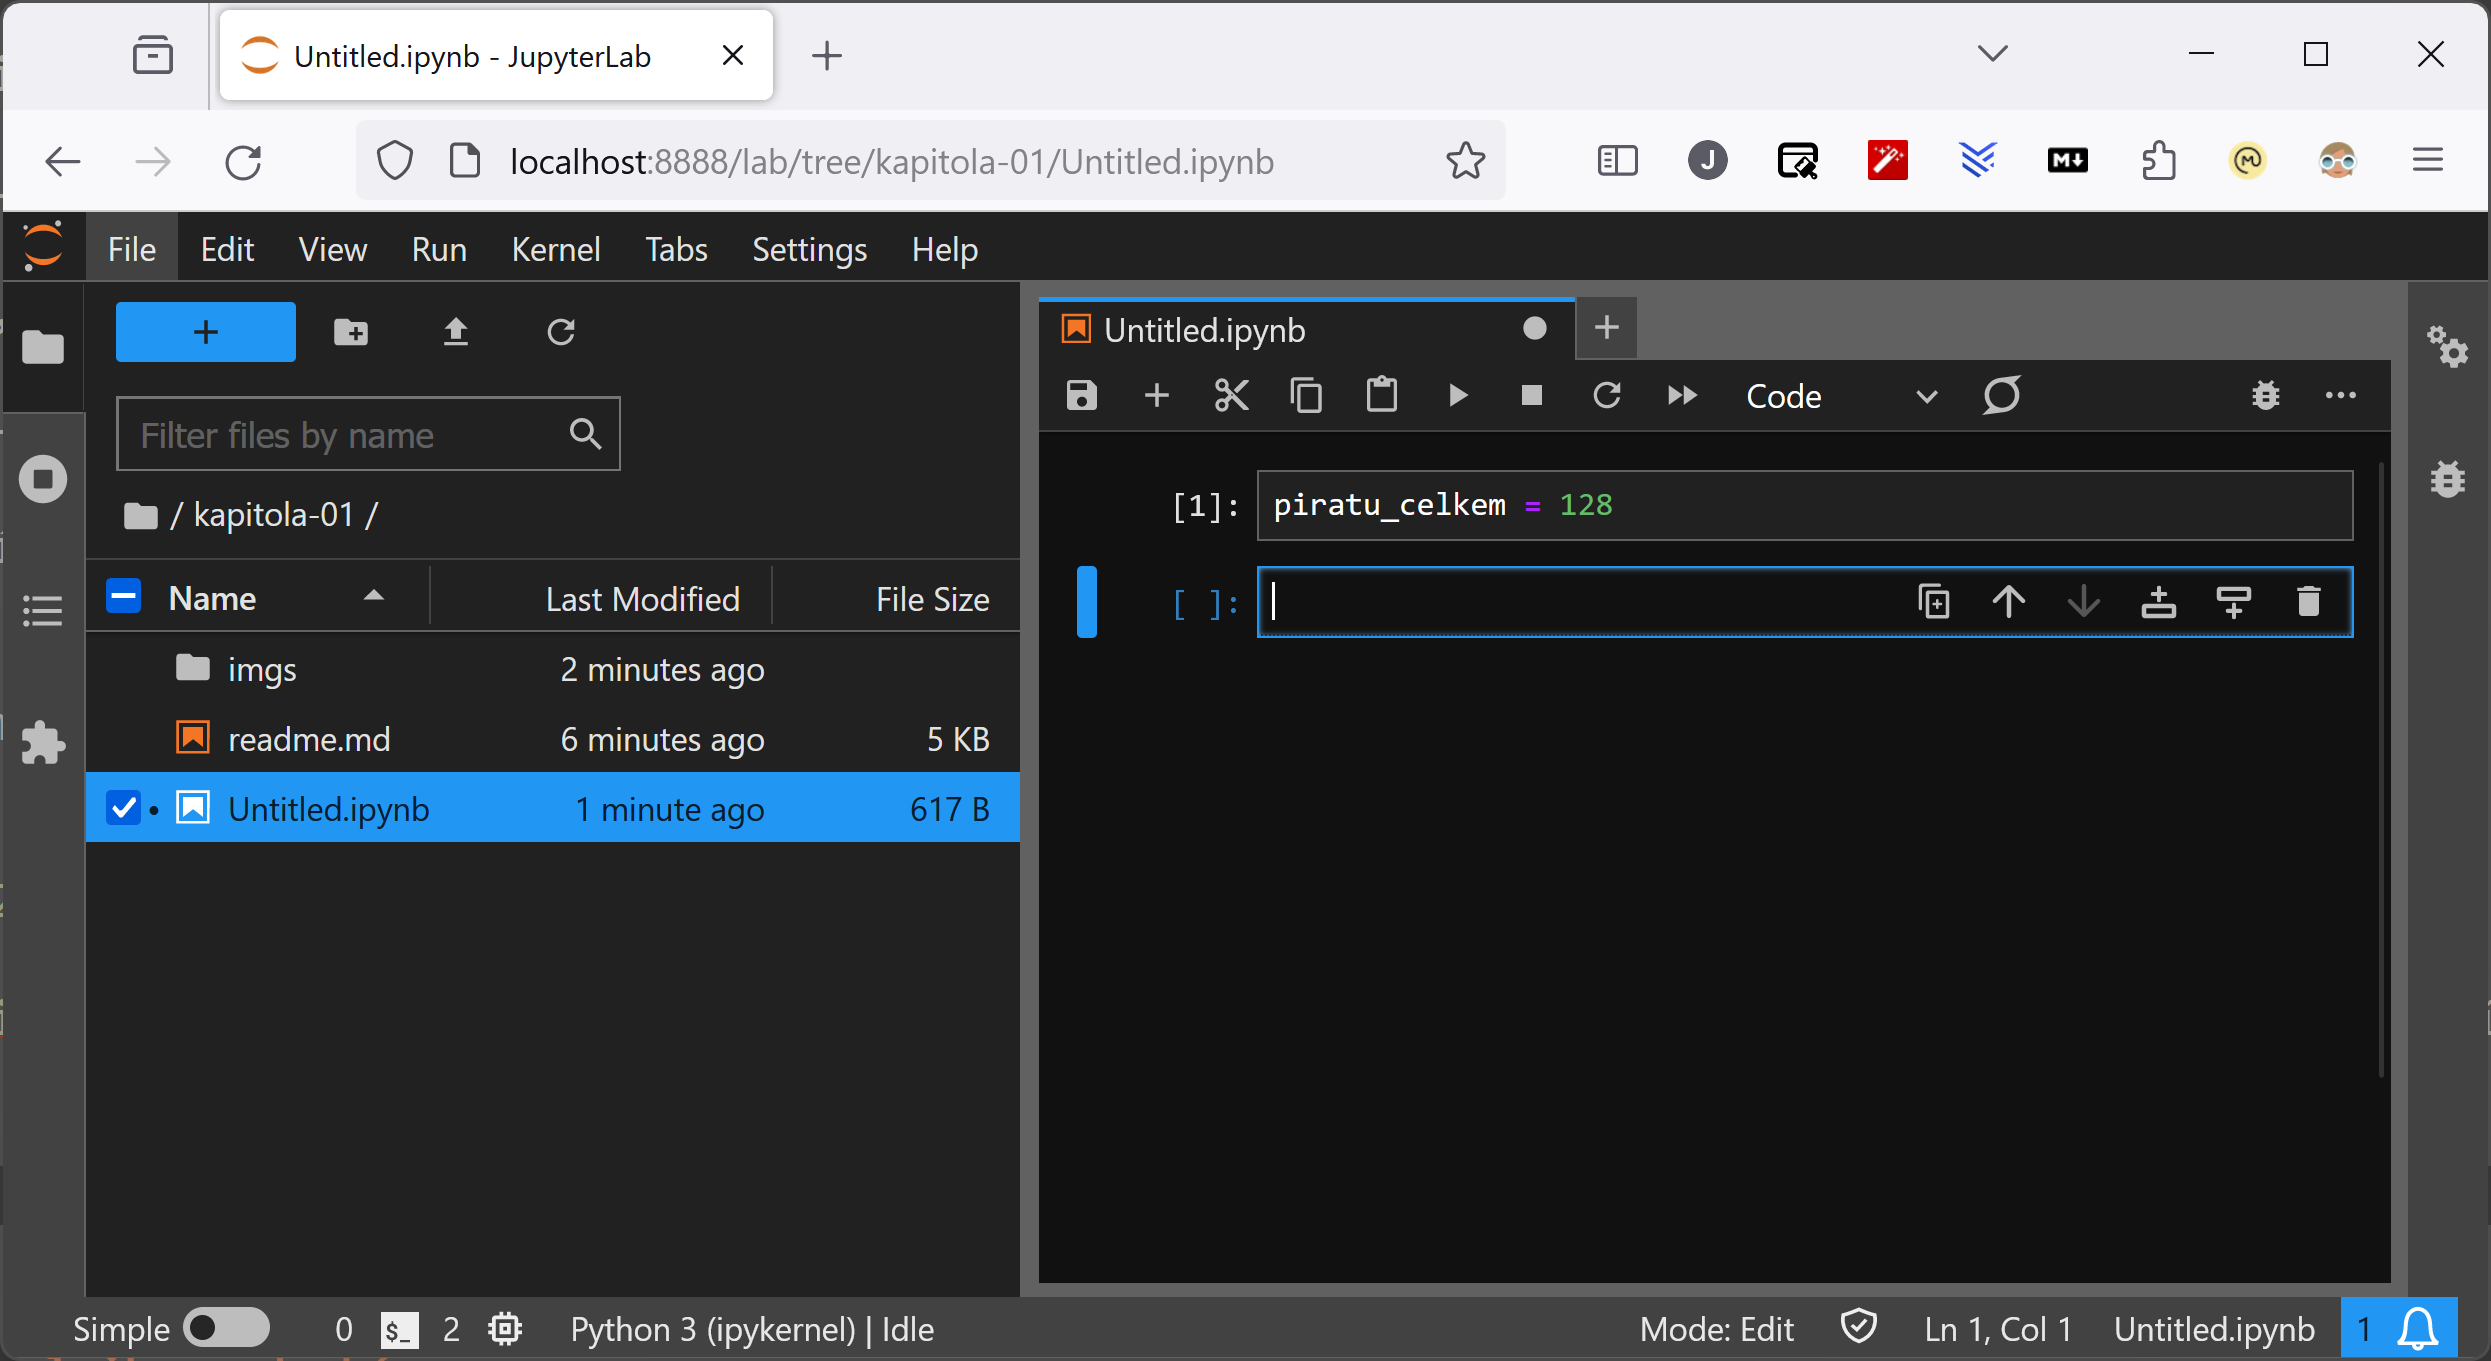 Untitled.ipynb - JupyterLab
localhost:8888/lab/tree/kapitola-01/Untitled.ipynb
J
M
File Edit View Run Kernel Tabs Settings Help
Untitled.ipynb
Code
Filter files by name
/ kapitola-01 /
Name Last Modified File Size
imgs 2 minutes ago
readme.md 6 minutes ago 5 KB
Untitled.ipynb 1 minute ago 617 B
[1]: piratu_celkem = 128
[ ]:
Simple 0 $_ 2 Python 3 (ipykernel) | Idle Mode: Edit Ln 1, Col 1 Untitled.ipynb 1